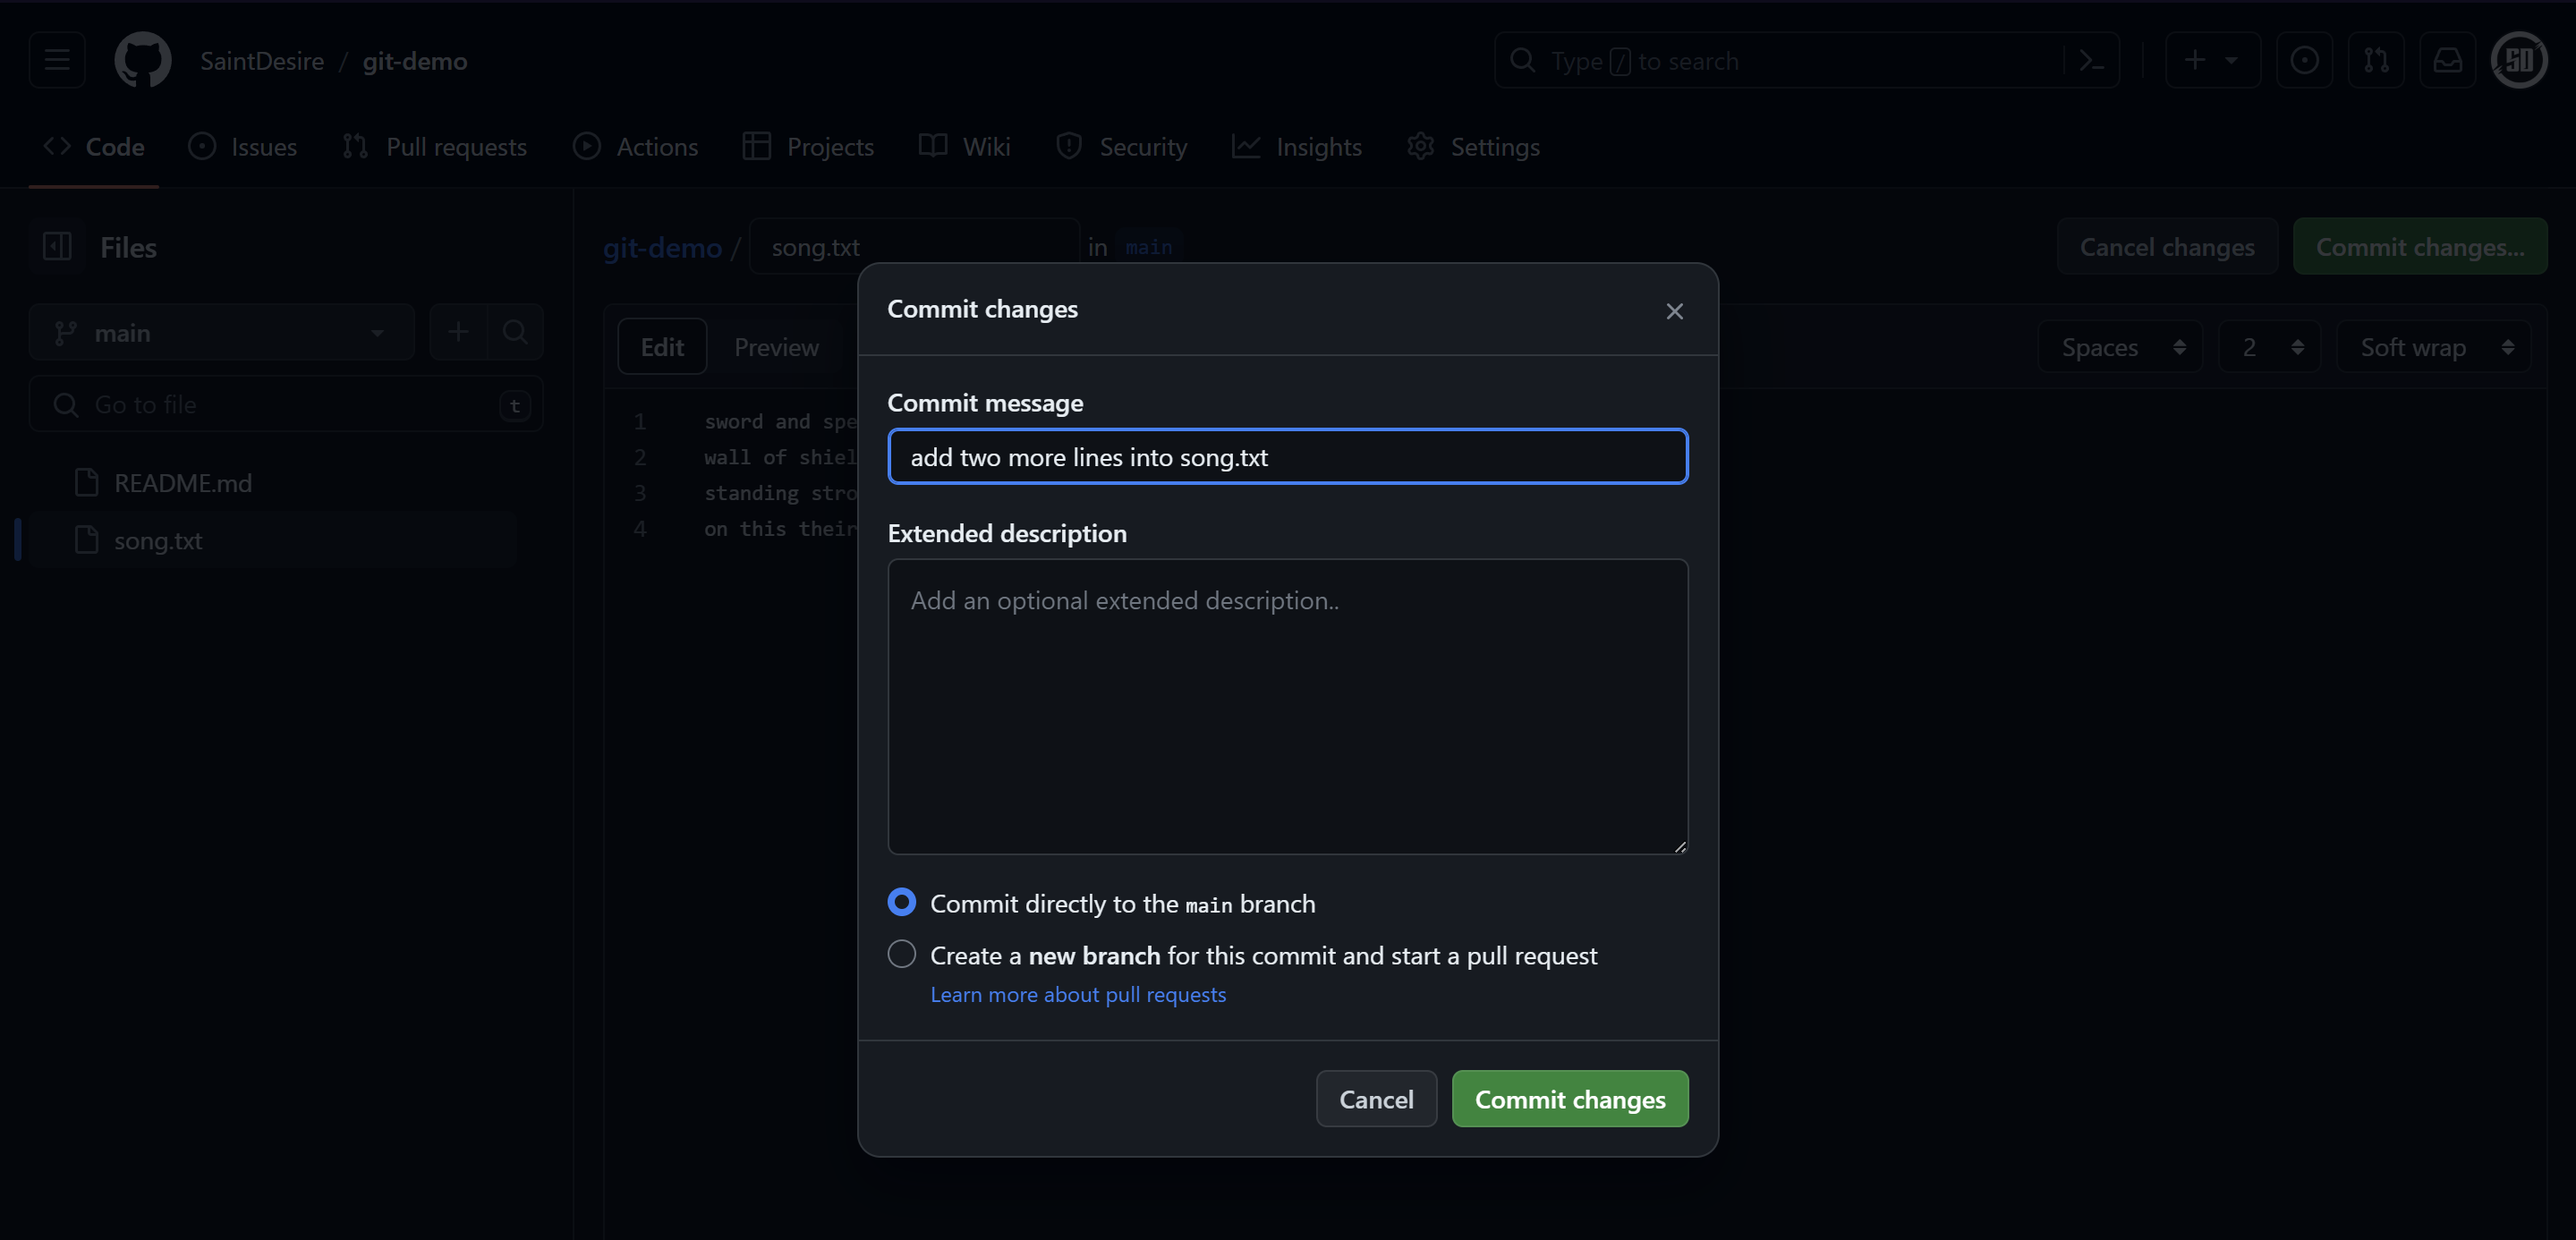 SaintDesire / git-demo
Type / to search
SD
Code Issues Pull requests Actions Projects Wiki Security Insights Settings
Files
git-demo / song.txt in main
Cancel changes Commit changes...
main
Go to file t
README.md
song.txt
Edit Preview
Spaces 2 Soft wrap
1 sword and spe
2 wall of shiel
3 standing stro
4 on this their
Commit changes
Commit message
add two more lines into song.txt
Extended description
Add an optional extended description..
Commit directly to the main branch
Create a new branch for this commit and start a pull request
Learn more about pull requests
Cancel Commit changes